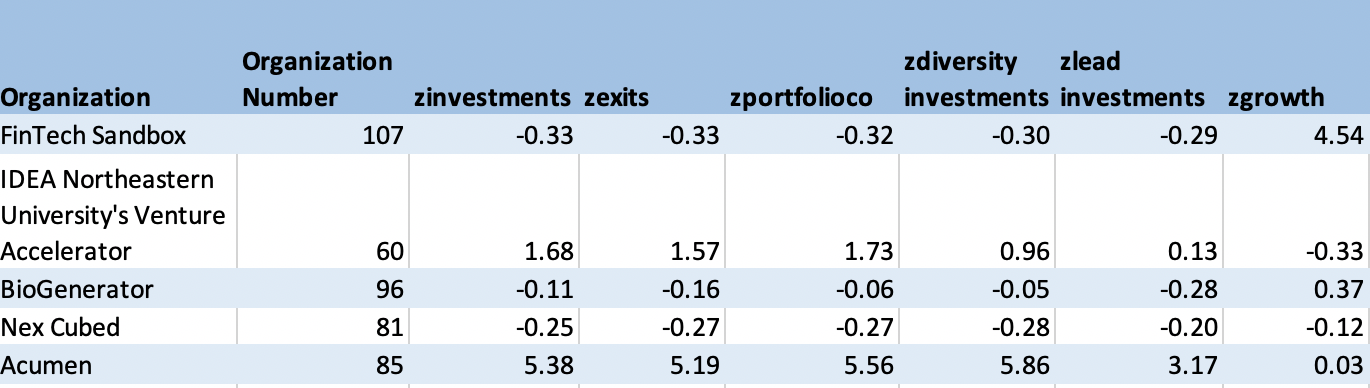 Organization Organization Number zinvestments zexits zportfolioco zdiversity investments zlead investments zgrowth
FinTech Sandbox 107 -0.33 -0.33 -0.32 -0.30 -0.29 4.54
IDEA Northeastern
University's Venture
Accelerator 60 1.68 1.57 1.73 0.96 0.13 -0.33
BioGenerator 96 -0.11 -0.16 -0.06 -0.05 -0.28 0.37
Nex Cubed 81 -0.25 -0.27 -0.27 -0.28 -0.20 -0.12
Acumen 85 5.38 5.19 5.56 5.86 3.17 0.03